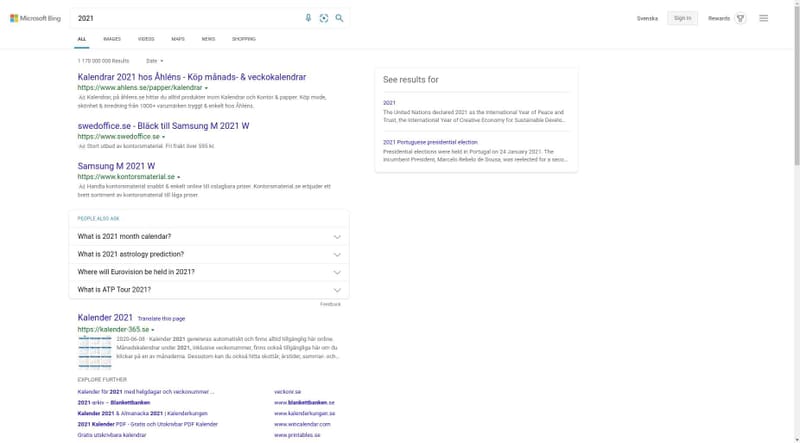 Microsoft Bing
2021
Svenska
Sign in
Rewards
ALL
IMAGES
VIDEOS
MAPS
NEWS
SHOPPING
1 170 000 000 Results
Date
Kalendrar 2021 hos Åhléns - Köp månads- & veckokalendrar
https://www.ahlens.se/papper/kalendrar
Ad Kalendrar, på åhlens.se hittar du alltid produkter inom Kalendrar och Kontor & papper. Köp mode,
skönhet & inredning från 1000+ varumärken tryggt & enkelt hos Åhléns.
swedoffice.se - Bläck till Samsung M 2021 W
https://www.swedoffice.se
Ad Stort utbud av kontorsmaterial. Fri frakt över 595 kr.
Samsung M 2021 W
https://www.kontorsmaterial.se
Ad Handla kontorsmaterial snabbt & enkelt online till oslagbara priser. Kontorsmaterial.se erbjuder ett
brett sortiment av kontorsmaterial till låga priser.
See results for
2021
The United Nations declared 2021 as the International Year of Peace and
Trust, the International Year of Creative Economy for Sustainable Develo…
2021 Portuguese presidential election
Presidential elections were held in Portugal on 24 January 2021. The
incumbent President, Marcelo Rebelo de Sousa, was reelected for a seco…
PEOPLE ALSO ASK
What is 2021 month calendar?
What is 2021 astrology prediction?
Where will Eurovision be held in 2021?
What is ATP Tour 2021?
Feedback
Kalender 2021 Translate this page
https://kalender-365.se
2020-06-08 · Kalender 2021 genereras automatiskt och finns alltid tillgänglig här online.
Månadskalendrar under 2021, inklusive veckonummer, finns också tillgängliga här om du
klickar på en av månaderna. Dessutom kan du också hitta skottår, årstider, sommar- och…
EXPLORE FURTHER
Kalender för 2021 med helgdagar och veckonummer ...
veckonr.se
2021 arkiv – Blankettbanken
www.blankettbanken.se
Kalender 2021 & Almanacka 2021 | Kalenderkungen
www.kalenderkungen.se
2021 Kalender PDF - Gratis och Utskrivbar PDF Kalender
www.wincalendar.com
Gratis utskrivbara kalendrar
www.printables.se